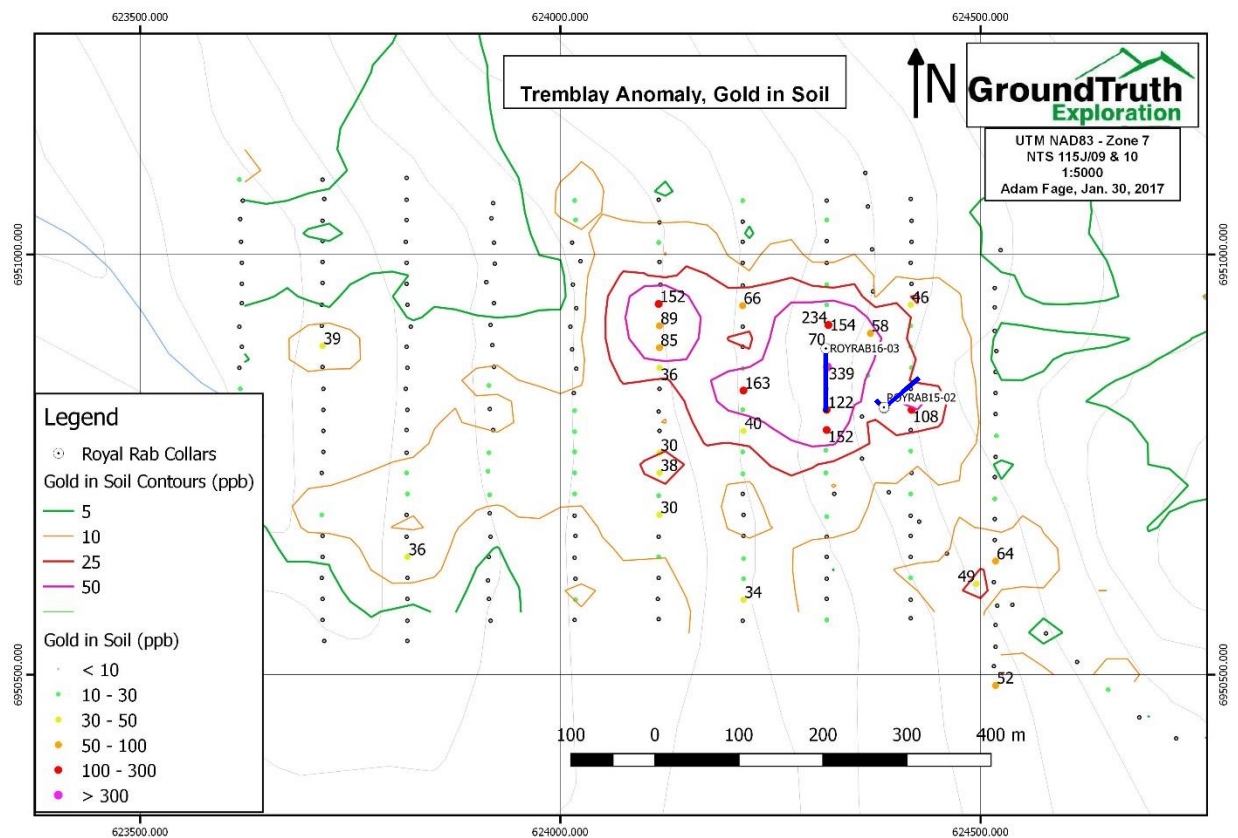 623500.000
624000.000
624500.000
Tremblay Anomaly, Gold in Soil
N
GroundTruth
Exploration
UTM NAD83 - Zone 7
NTS 115J/09 & 10
1:5000
Adam Fage, Jan. 30, 2017
6951000.000
6951000.000
152
66
46
89
234
154
58
39
85
70
ROYRAB16-03
36
339
163
ROYRAB15-02
122
108
40
152
30
38
30
36
64
49
34
52
Legend
Royal Rab Collars
Gold in Soil Contours (ppb)
5
10
25
50
Gold in Soil (ppb)
< 10
10 - 30
30 - 50
50 - 100
100 - 300
> 300
6950500.000
6950500.000
100
0
100
200
300
400 m
623500.000
624000.000
624500.000